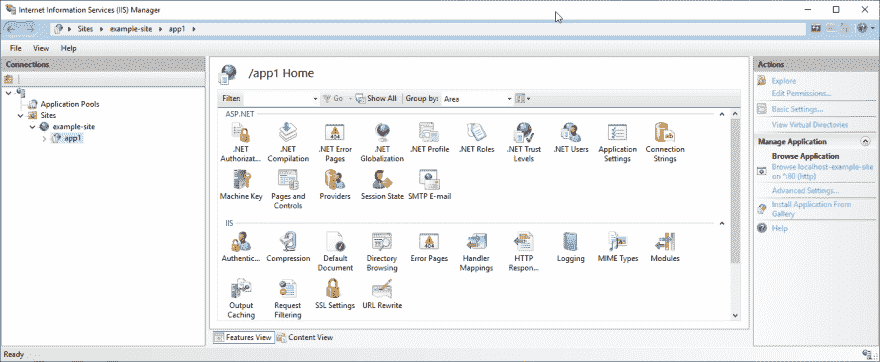 Internet Information Services (IIS) Manager
Sites example-site app1
File View Help
Connections
Application Pools
Sites
example-site
app1
/app1 Home
Filter: Go Show All Group by: Area
ASP.NET
.NET Authorizat... .NET Compilation .NET Error Pages .NET Globalization .NET Profile .NET Roles .NET Trust Levels .NET Users Application Settings Connection Strings
Machine Key Pages and Controls Providers Session State SMTP E-mail
IIS
Authentic... Compression Default Document Directory Browsing Error Pages Handler Mappings HTTP Respon... Logging MIME Types Modules
Output Caching Request Filtering SSL Settings URL Rewrite
Features View Content View
Actions
Explore
Edit Permissions...
Basic Settings...
View Virtual Directories
Manage Application
Browse Application
Browse localhost-example-site
on *:80 (http)
Advanced Settings...
Install Application From
Gallery
Help
Ready